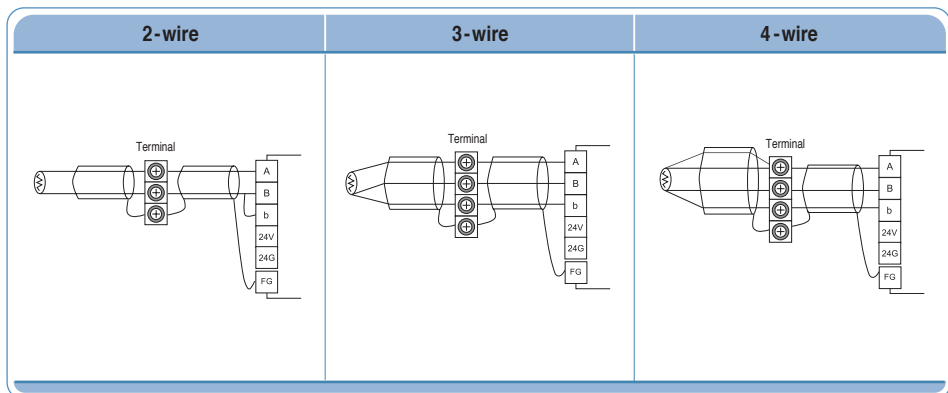 2-wire
3-wire
4-wire
Terminal
A
B
b
24V
24G
FG
Terminal
A
B
b
24V
24G
FG
Terminal
A
B
b
24V
24G
FG